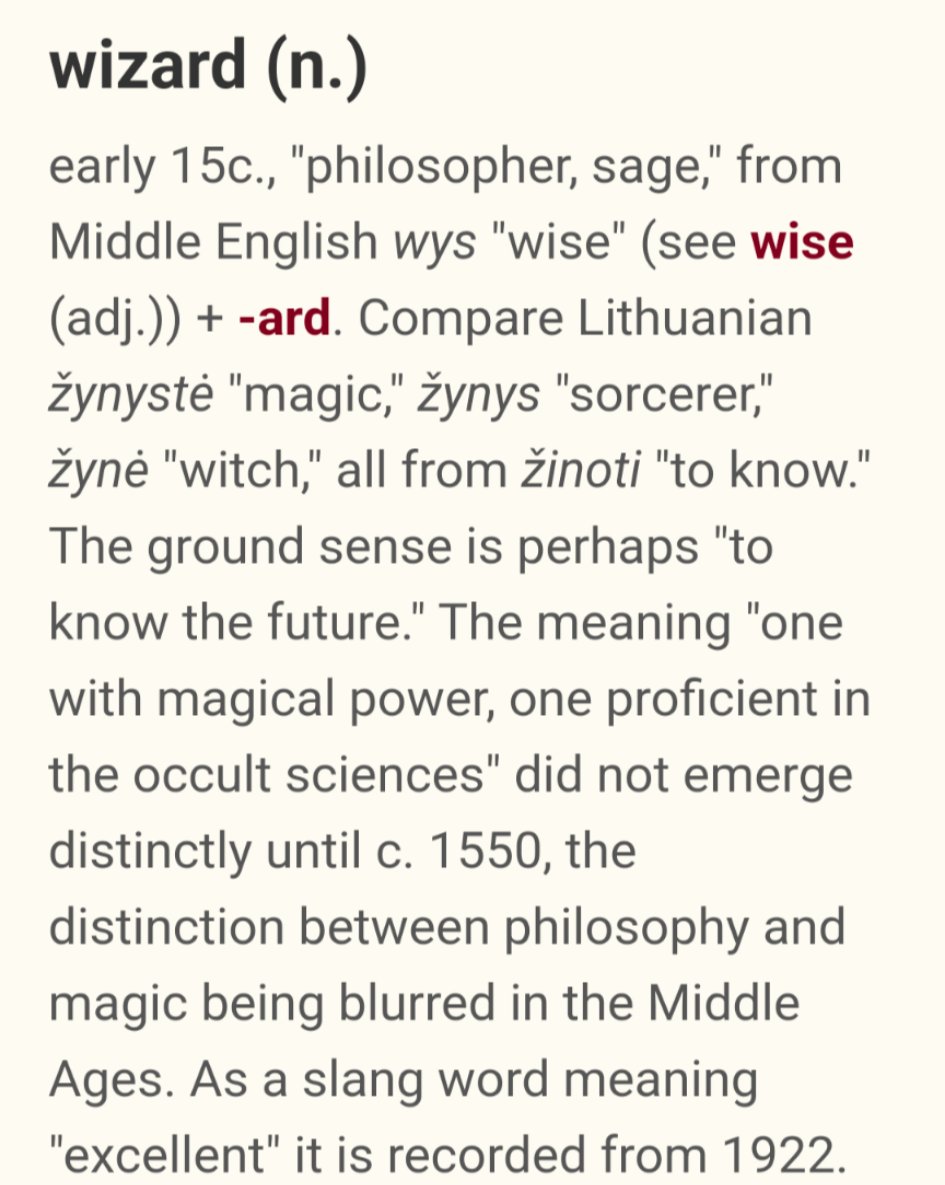 wizard (n.)
early 15c., "philosopher, sage," from
Middle English wys "wise" (see wise
(adj.)) + -ard. Compare Lithuanian
žynystė "magic," žynys "sorcerer,"
žynė "witch," all from žinoti "to know."
The ground sense is perhaps "to
know the future." The meaning "one
with magical power, one proficient in
the occult sciences" did not emerge
distinctly until c. 1550, the
distinction between philosophy and
magic being blurred in the Middle
Ages. As a slang word meaning
"excellent" it is recorded from 1922.